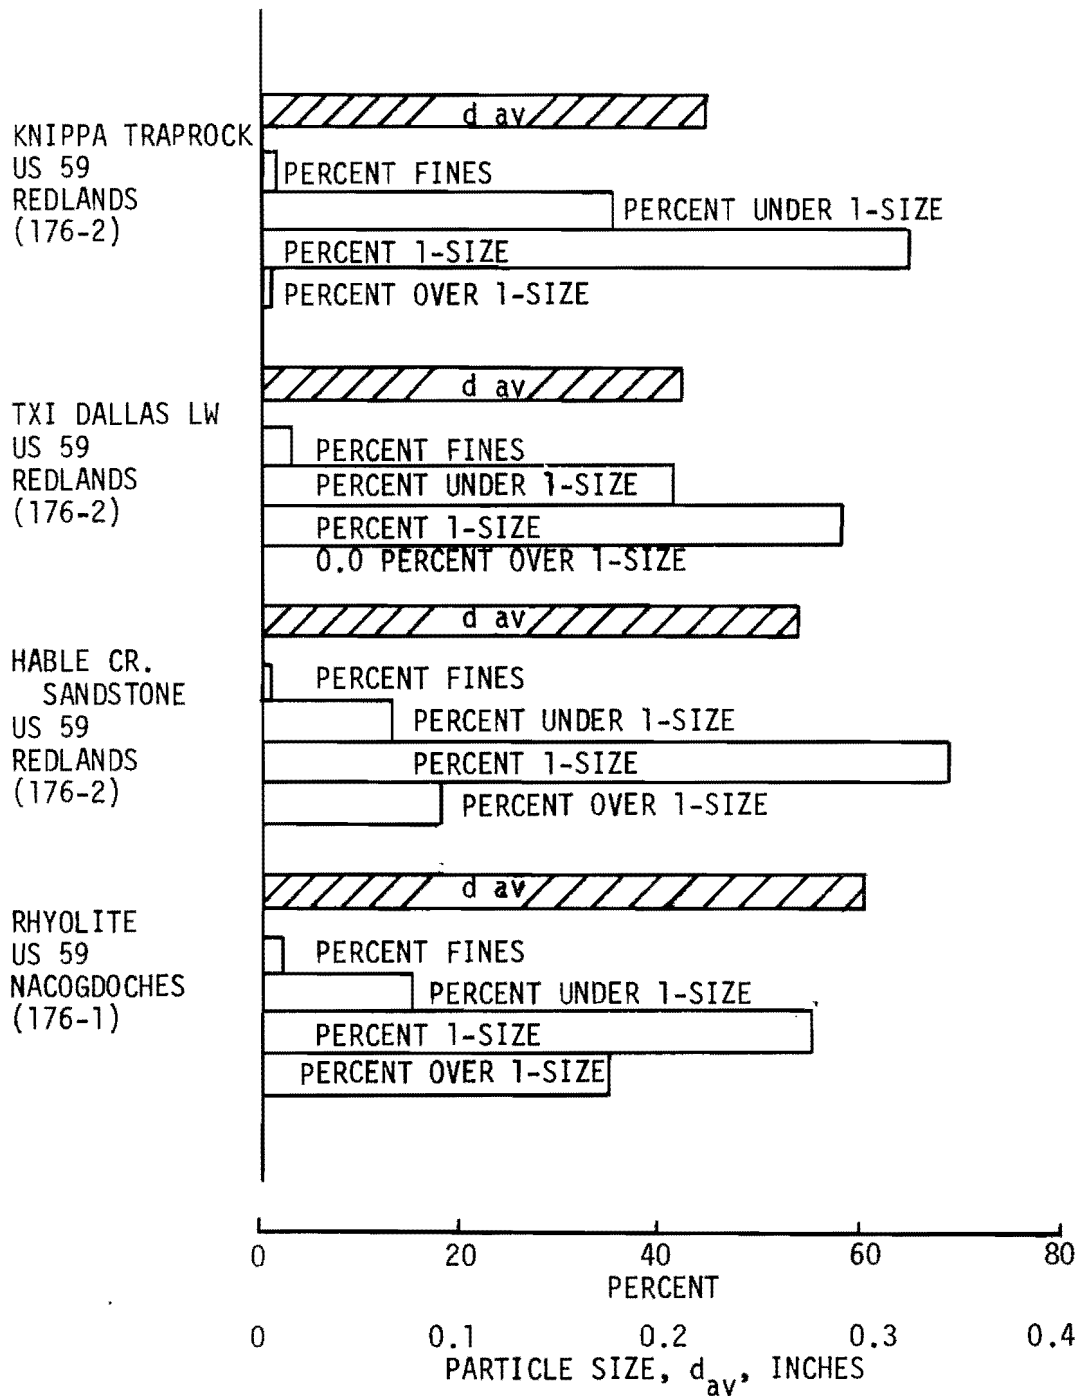 d av
KNIPPA TRAPROCK
US 59
REDLANDS
(176-2)
PERCENT FINES
PERCENT UNDER 1-SIZE
PERCENT 1-SIZE
PERCENT OVER 1-SIZE
d av
TXI DALLAS LW
US 59
REDLANDS
(176-2)
PERCENT FINES
PERCENT UNDER 1-SIZE
PERCENT 1-SIZE
0.0 PERCENT OVER 1-SIZE
d av
HABLE CR.
SANDSTONE
US 59
REDLANDS
(176-2)
PERCENT FINES
PERCENT UNDER 1-SIZE
PERCENT 1-SIZE
PERCENT OVER 1-SIZE
d av
RHYOLITE
US 59
NACOGDOCHES
(176-1)
PERCENT FINES
PERCENT UNDER 1-SIZE
PERCENT 1-SIZE
PERCENT OVER 1-SIZE
0 20 40 60 80
PERCENT
0 0.1 0.2 0.3 0.4
PARTICLE SIZE, dav, INCHES